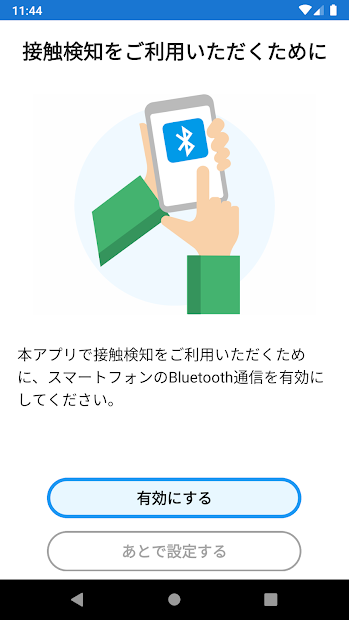 11:44
接触検知をご利用いただくために
本アプリで接触検知をご利用いただくため
に、スマートフォンのBluetooth通信を有効に
してください。
有効にする
あとで設定する